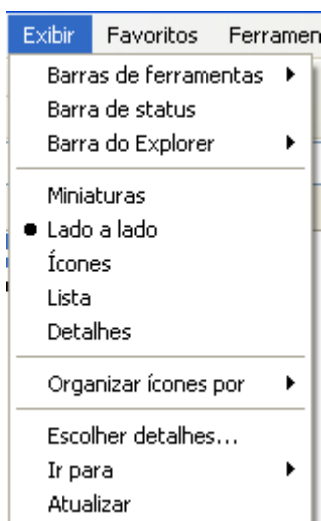 Exibir Favoritos Ferramen
Barras de ferramentas
Barra de status
Barra do Explorer
Miniaturas
Lado a lado
Ícones
Lista
Detalhes
Organizar ícones por
Escolher detalhes...
Ir para
Atualizar